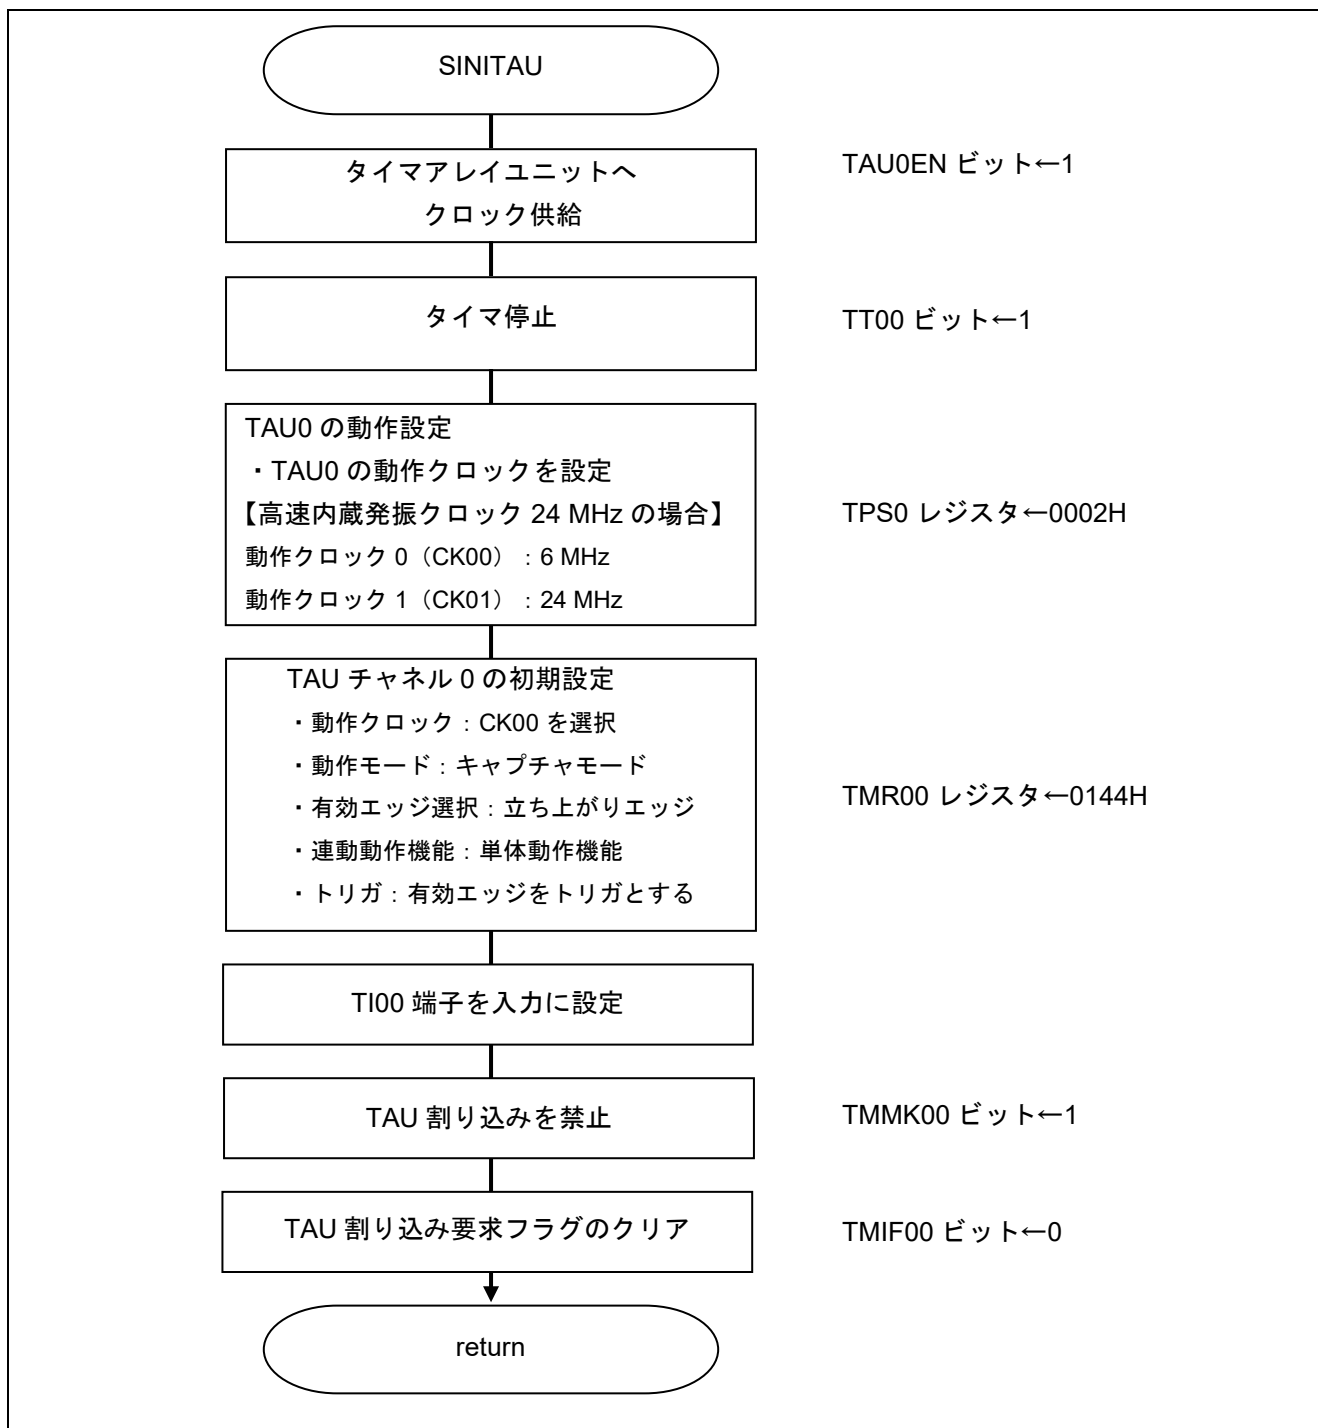 SINITAU
タイマアレイユニットへ
クロック供給
TAU0EN ビット←1
タイマ停止
TT00 ビット←1
TAU0 の動作設定
・TAU0 の動作クロックを設定
【高速内蔵発振クロック 24 MHz の場合】
動作クロック 0（CK00）：6 MHz
動作クロック 1（CK01）：24 MHz
TPS0 レジスタ←0002H
TAU チャネル 0 の初期設定
・動作クロック：CK00 を選択
・動作モード：キャプチャモード
・有効エッジ選択：立ち上がりエッジ
・連動動作機能：単体動作機能
・トリガ：有効エッジをトリガとする
TMR00 レジスタ←0144H
TI00 端子を入力に設定
TAU 割り込みを禁止
TMMK00 ビット←1
TAU 割り込み要求フラグのクリア
TMIF00 ビット←0
return